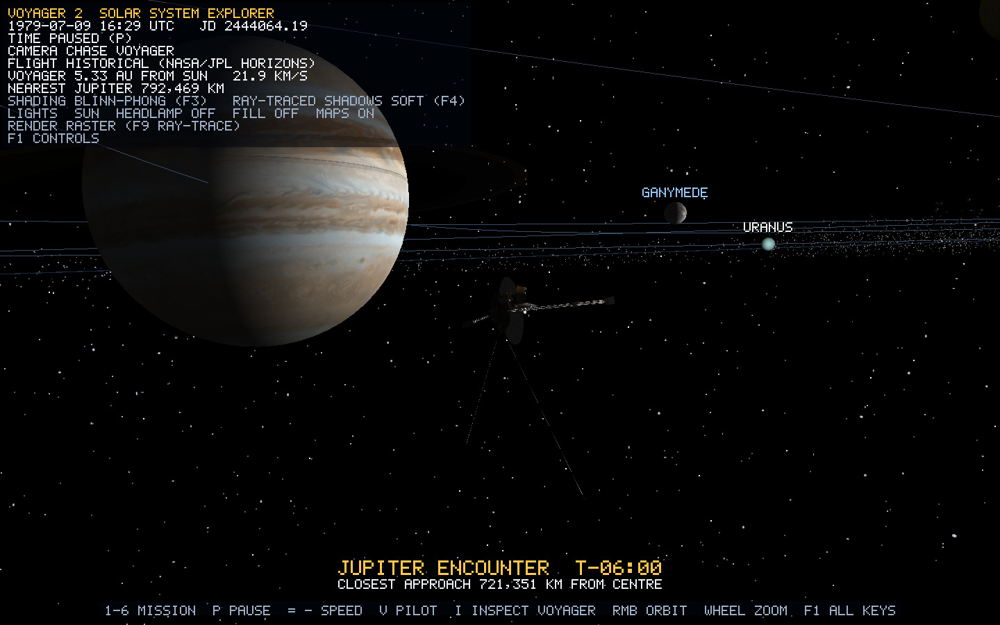 VOYAGER 2  SOLAR SYSTEM EXPLORER
1979-07-09 16:29 UTC   JD 2444064.19
TIME PAUSED (P)
CAMERA CHASE VOYAGER
FLIGHT HISTORICAL (NASA/JPL HORIZONS)
VOYAGER 5.33 AU FROM SUN   21.9 KM/S
NEAREST JUPITER 792,469 KM
SHADING BLINN-PHONG (F3)   RAY-TRACED SHADOWS SOFT (F4)
LIGHTS  SUN  HEADLAMP OFF  FILL OFF  MAPS ON
RENDER RASTER (F9 RAY-TRACE)
F1 CONTROLS
GANYMEDE
URANUS
JUPITER ENCOUNTER  T-06:00
CLOSEST APPROACH 721,351 KM FROM CENTRE
1-6 MISSION  P PAUSE  = - SPEED  V PILOT  I INSPECT VOYAGER  RMB ORBIT  WHEEL ZOOM  F1 ALL KEYS